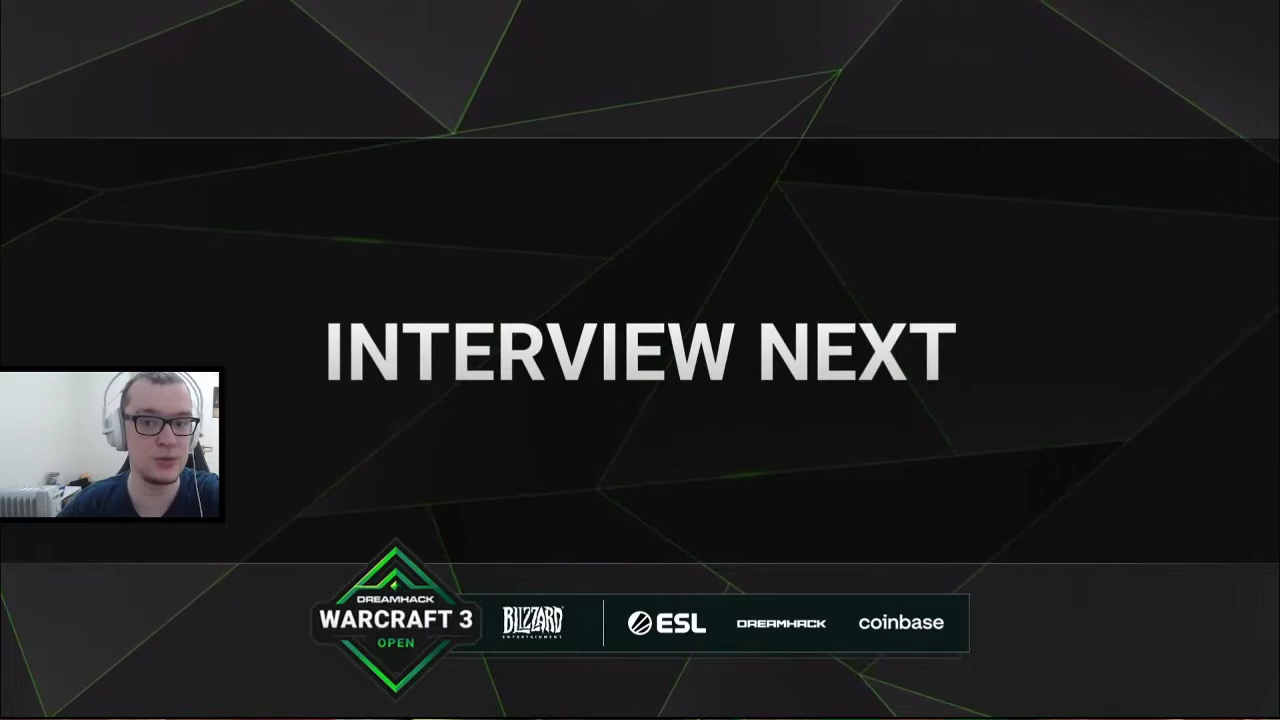 INTERVIEW NEXT
DREAMHACK
WARCRAFT 3
OPEN
BLIZZARD
ENTERTAINMENT
ESL
DREAMHACK
coinbase